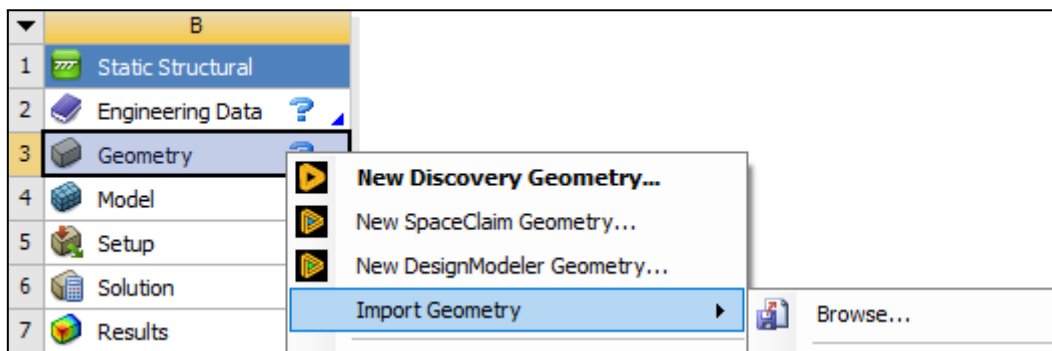 B
1 Static Structural
2 Engineering Data ?
3 Geometry ?
4 Model
5 Setup
6 Solution
7 Results
New Discovery Geometry...
New SpaceClaim Geometry...
New DesignModeler Geometry...
Import Geometry
Browse...